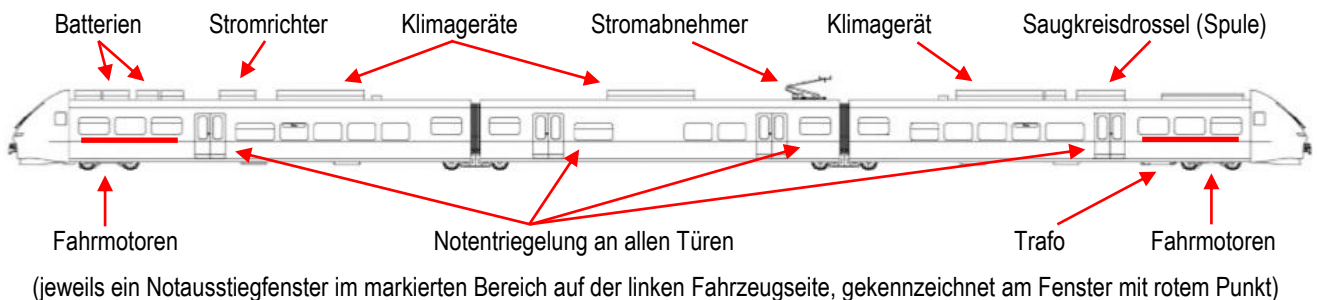 Batterien Stromrichter Klimageräte Stromabnehmer Klimagerät Saugkreisdrossel (Spule)
Fahrmotoren Notentriegelung an allen Türen Trafo Fahrmotoren
(jeweils ein Notausstiegfenster im markierten Bereich auf der linken Fahrzeugseite, gekennzeichnet am Fenster mit rotem Punkt)